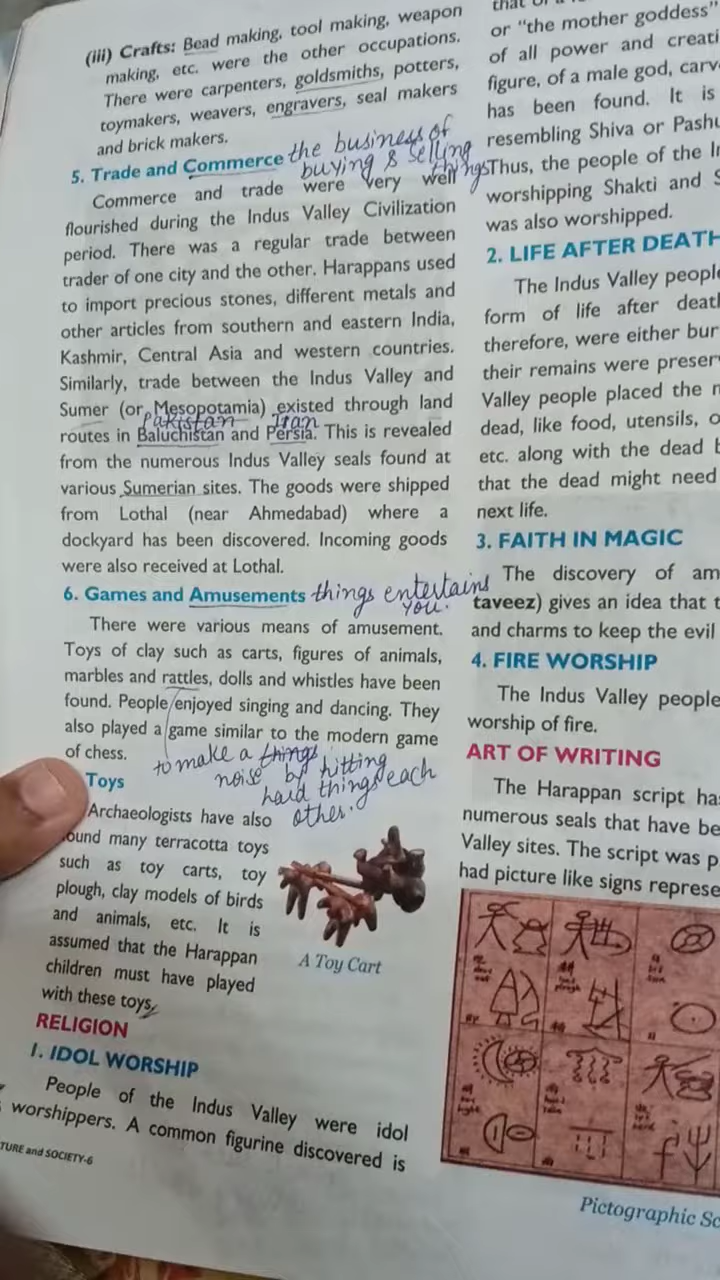 (iii) Crafts: Bead making, tool making, weapon
making, etc. were the other occupations.
There were carpenters, goldsmiths, potters,
toymakers, weavers, engravers, seal makers
and brick makers.
5. Trade and Commerce the business of
buying & selling
things
Commerce and trade were very well
flourished during the Indus Valley Civilization
period. There was a regular trade between
trader of one city and the other. Harappans used
to import precious stones, different metals and
other articles from southern and eastern India,
Kashmir, Central Asia and western countries.
Similarly, trade between the Indus Valley and
Sumer (or Mesopotamia) existed through land
Pakistan Iran
routes in Baluchistan and Persia. This is revealed
from the numerous Indus Valley seals found at
various Sumerian sites. The goods were shipped
from Lothal (near Ahmedabad) where a
dockyard has been discovered. Incoming goods
were also received at Lothal.
6. Games and Amusements things entertains
you.
There were various means of amusement.
Toys of clay such as carts, figures of animals,
marbles and rattles, dolls and whistles have been
found. People enjoyed singing and dancing. They
also played a game similar to the modern game
of chess.
to make a things
noise by hitting
hard things each
other.
Toys
Archaeologists have also
ound many terracotta toys
such as toy carts, toy
plough, clay models of birds
and animals, etc. It is
assumed that the Harappan
children must have played
with these toys.
A Toy Cart
RELIGION
1. IDOL WORSHIP
People of the Indus Valley were idol
worshippers. A common figurine discovered is
TURE and SOCIETY-6
that
or "the mother goddess"
of all power and creati
figure, of a male god, carv
has been found. It is
resembling Shiva or Pashu
Thus, the people of the In
worshipping Shakti and S
was also worshipped.
2. LIFE AFTER DEATH
The Indus Valley people
form of life after deat
therefore, were either bur
their remains were preser
Valley people placed the n
dead, like food, utensils, o
etc. along with the dead b
that the dead might need
next life.
3. FAITH IN MAGIC
The discovery of am
taveez) gives an idea that t
and charms to keep the evil
4. FIRE WORSHIP
The Indus Valley people
worship of fire.
ART OF WRITING
The Harappan script has
numerous seals that have be
Valley sites. The script was p
had picture like signs represe
Pictographic Sc